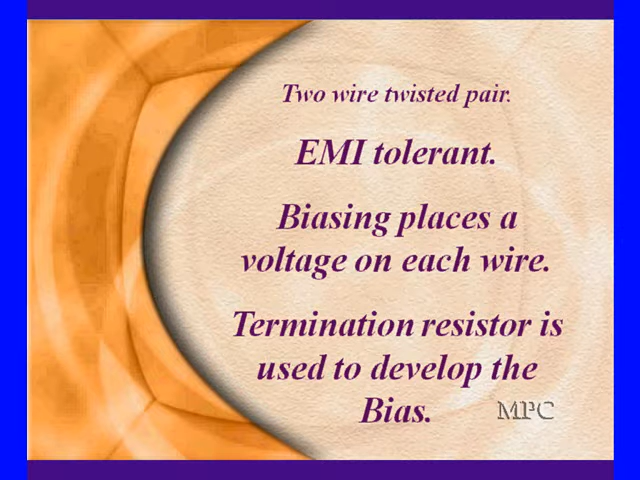 Two wire twisted pair.
EMI tolerant.
Biasing places a
voltage on each wire.
Termination resistor is
used to develop the
Bias.
MPC